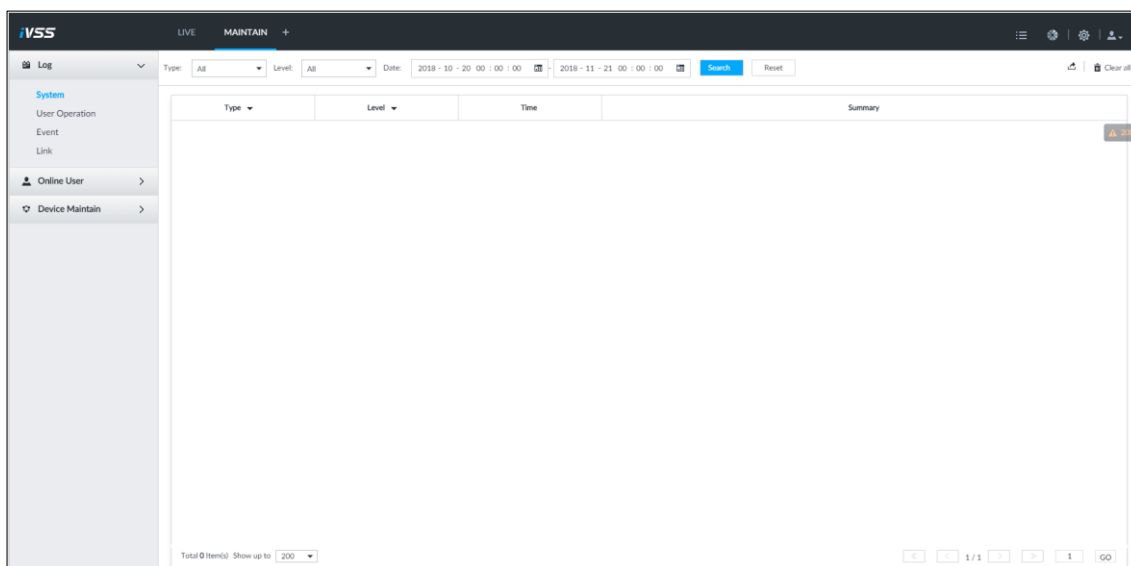 iVSS LIVE MAINTAIN +
Log
Type: All Level: All Date: 2018 - 10 - 20 00 : 00 : 00 - 2018 - 11 - 21 00 : 00 : 00 Search Reset Clear all
System
User Operation
Event
Link
Online User
Device Maintain
Type Level Time Summary
20
Total 0 Item(s) Show up to 200
1 / 1 1 GO